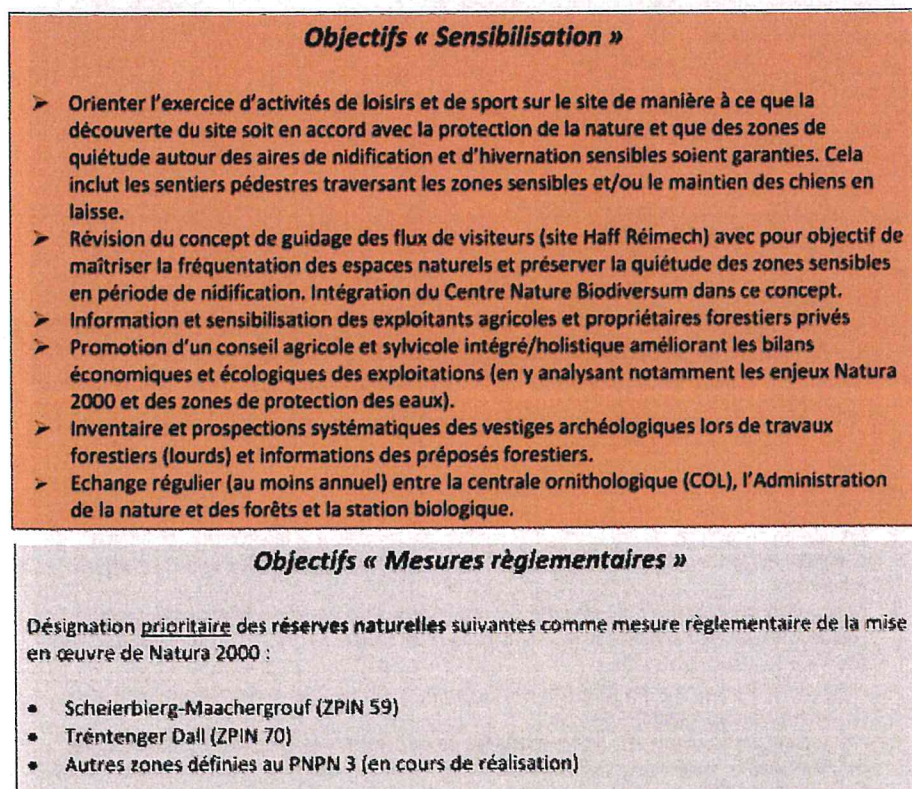 Objectifs « Sensibilisation »
➢ Orienter l'exercice d'activités de loisirs et de sport sur le site de manière à ce que la
découverte du site soit en accord avec la protection de la nature et que des zones de
quiétude autour des aires de nidification et d'hivernation sensibles soient garanties. Cela
inclut les sentiers pédestres traversant les zones sensibles et/ou le maintien des chiens en
laisse.
➢ Révision du concept de guidage des flux de visiteurs (site Haff Réimech) avec pour objectif de
maîtriser la fréquentation des espaces naturels et préserver la quiétude des zones sensibles
en période de nidification. Intégration du Centre Nature Biodiversum dans ce concept.
➢ Information et sensibilisation des exploitants agricoles et propriétaires forestiers privés
➢ Promotion d'un conseil agricole et sylvicole intégré/holistique améliorant les bilans
économiques et écologiques des exploitations (en y analysant notamment les enjeux Natura
2000 et des zones de protection des eaux).
➢ Inventaire et prospections systématiques des vestiges archéologiques lors de travaux
forestiers (lourds) et informations des préposés forestiers.
➢ Echange régulier (au moins annuel) entre la centrale ornithologique (COL), l'Administration
de la nature et des forêts et la station biologique.
Objectifs « Mesures règlementaires »
Désignation prioritaire des réserves naturelles suivantes comme mesure règlementaire de la mise
en œuvre de Natura 2000 :
• Scheierbierg-Maachergrouf (ZPIN 59)
• Tréntenger Dall (ZPIN 70)
• Autres zones définies au PNPN 3 (en cours de réalisation)